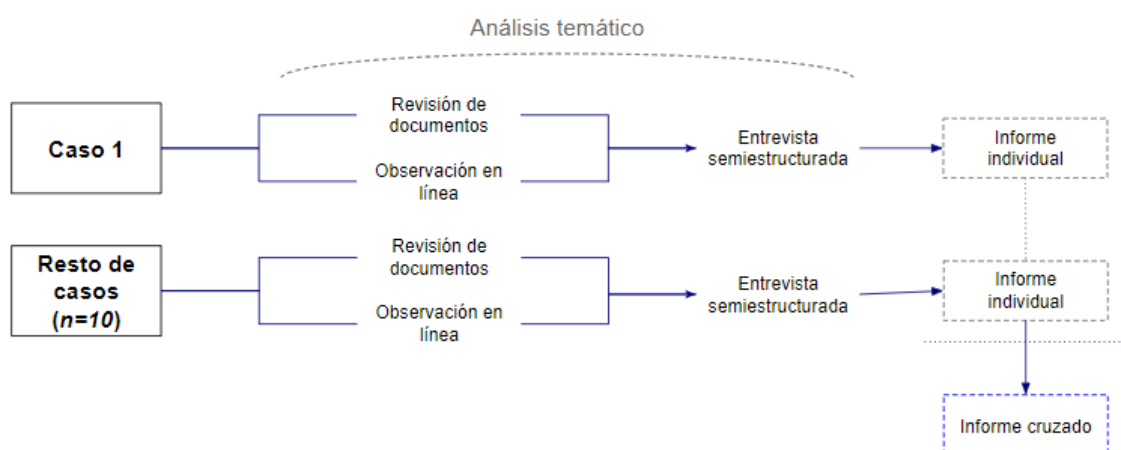 Análisis temático
Caso 1
Revisión de
documentos
Observación en
línea
Entrevista
semiestructurada
Informe
individual
Resto de
casos
(n=10)
Revisión de
documentos
Observación en
línea
Entrevista
semiestructurada
Informe
individual
Informe cruzado